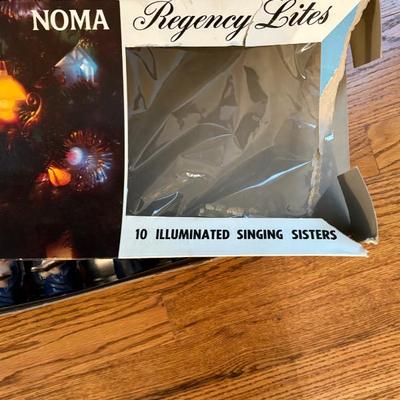 NOMA Regency Lites
10 ILLUMINATED SINGING SISTERS